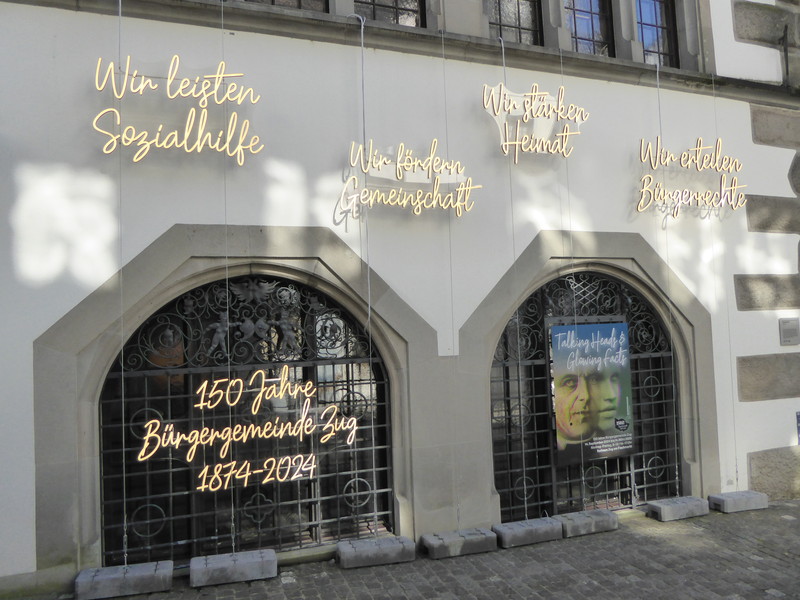 Wir leisten
Sozialhilfe
Wir fördern
Gemeinschaft
Wir stärken
Heimat
Wir erteilen
Bürgerrechte
150 Jahre
Bürgergemeinde Zug
1874-2024
Talking Heads &
Glowing Facts